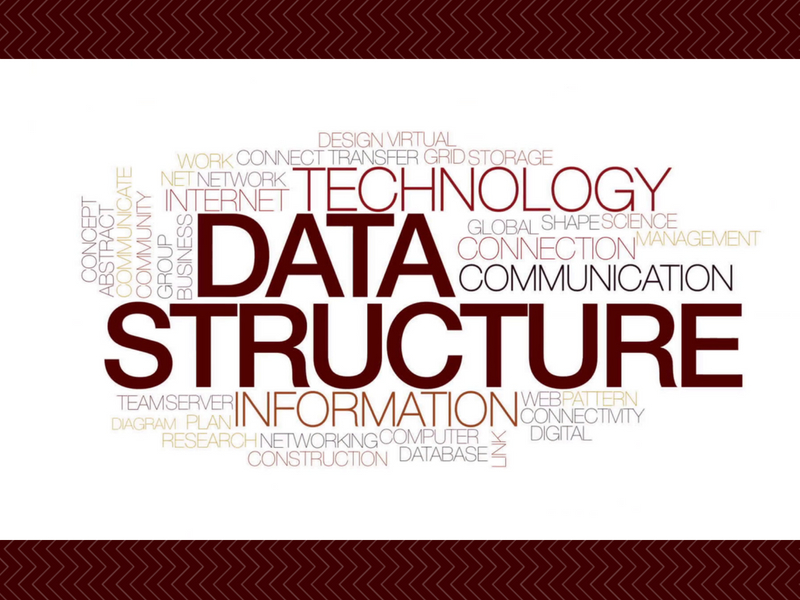 DESIGN VIRTUAL
WORK CONNECT TRANSFER GRID STORAGE
NET NETWORK TECHNOLOGY
INTERNET
CONCEPT
ABSTRACT
COMMUNICATE
COMMUNITY
GROUP
BUSINESS
DATA
GLOBAL SHAPE SCIENCE
CONNECTION MANAGEMENT
COMMUNICATION
STRUCTURE
TEAM SERVER INFORMATION WEB PATTERN
DIAGRAM PLAN CONNECTIVITY
RESEARCH NETWORKING COMPUTER LINK DIGITAL
CONSTRUCTION DATABASE